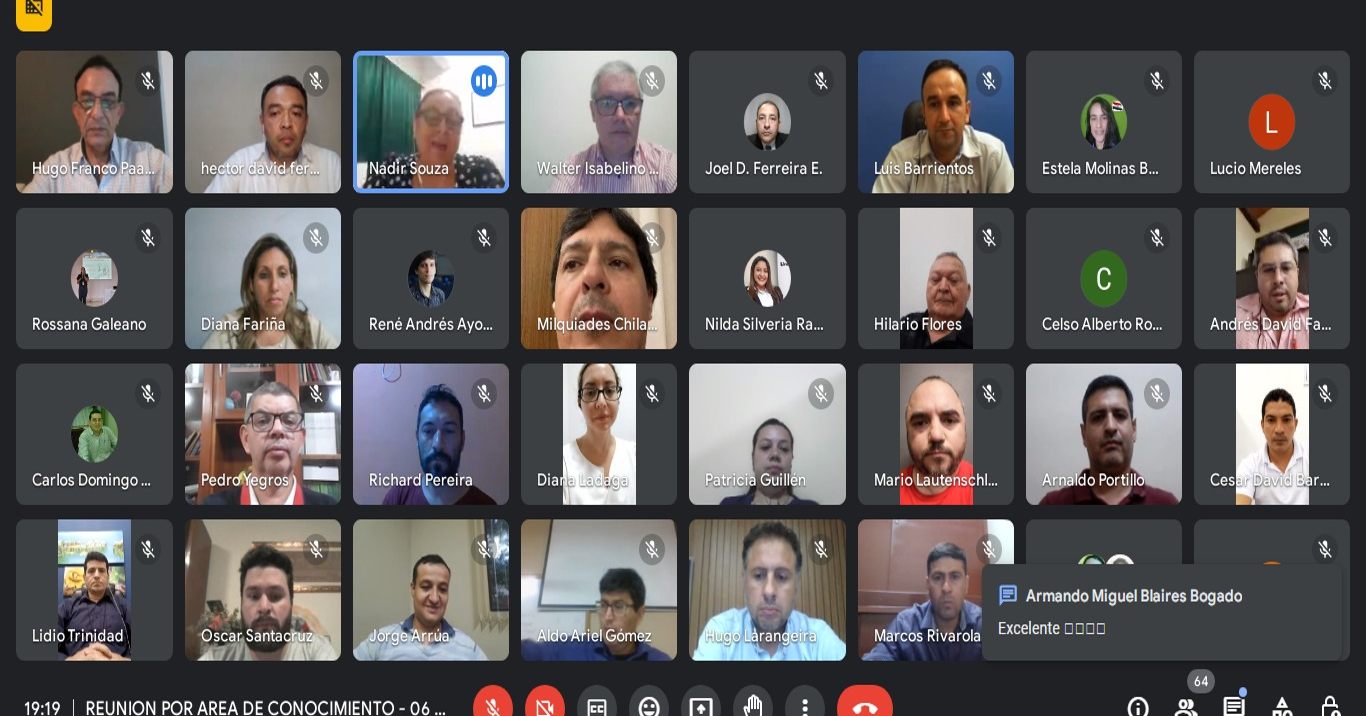 Hugo Franco Paa...
hector david fer...
Nadir Souza
Walter Isabelino ...
Joel D. Ferreira E.
Luis Barrientos
Estela Molinas B...
L
Lucio Mereles
Rossana Galeano
Diana Fariña
René Andrés Ayo...
Milquiades Chila...
Nilda Silveria Ra...
Hilario Flores
C
Celso Alberto Ro...
Andrés David Fa...
Carlos Domingo ...
Pedro Yegros
Richard Pereira
Diana Ladaga
Patricia Guillén
Mario Lautenschl...
Arnaldo Portillo
Cesar David Bar...
Lidio Trinidad
Oscar Santacruz
Jorge Arrúa
Aldo Ariel Gómez
Hugo Larangeira
Marcos Rivarola
Armando Miguel Blaires Bogado
Excelente □□□□
64
19:19 | REUNION POR AREA DE CONOCIMIENTO - 06 ...